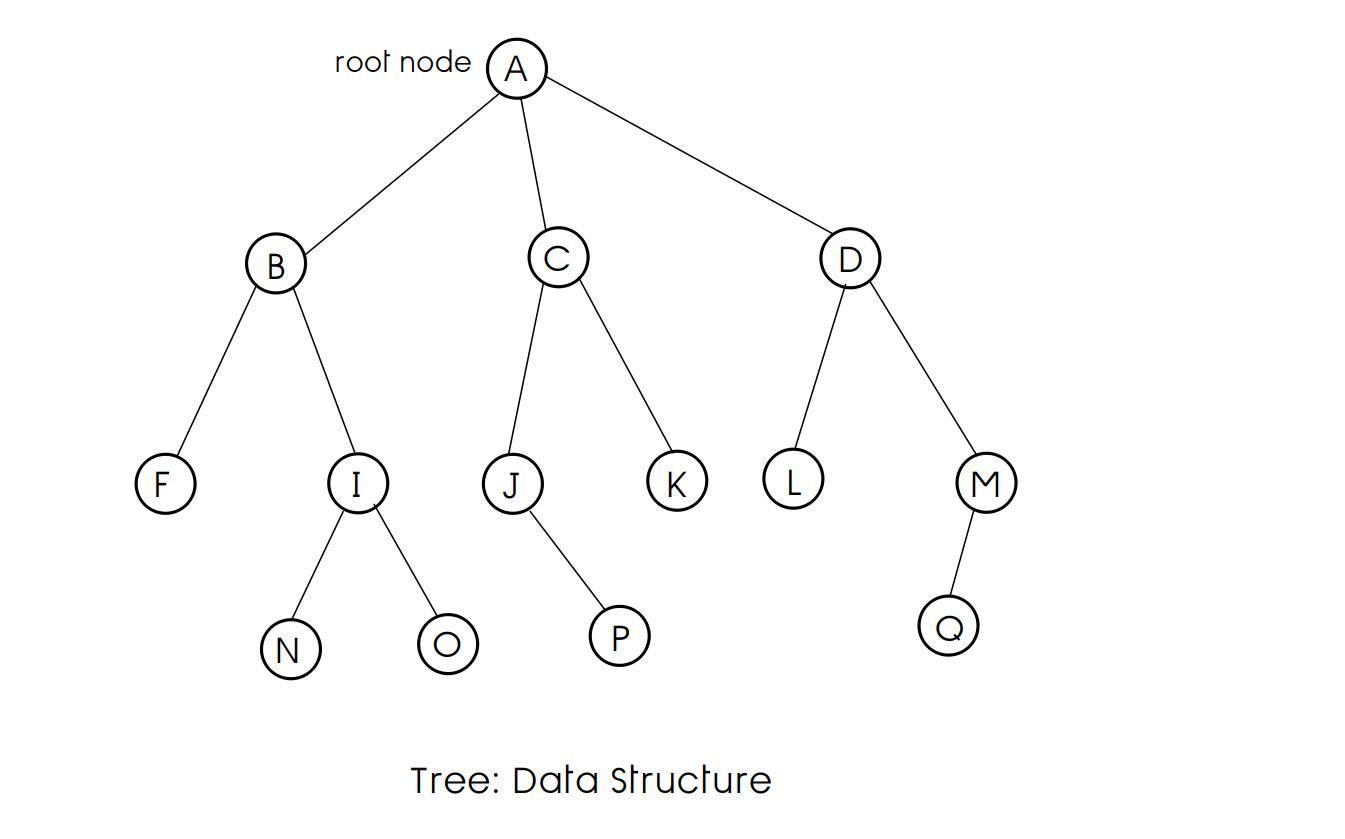 root node A
B C D
F I J K L M
N O P Q
Tree: Data Structure